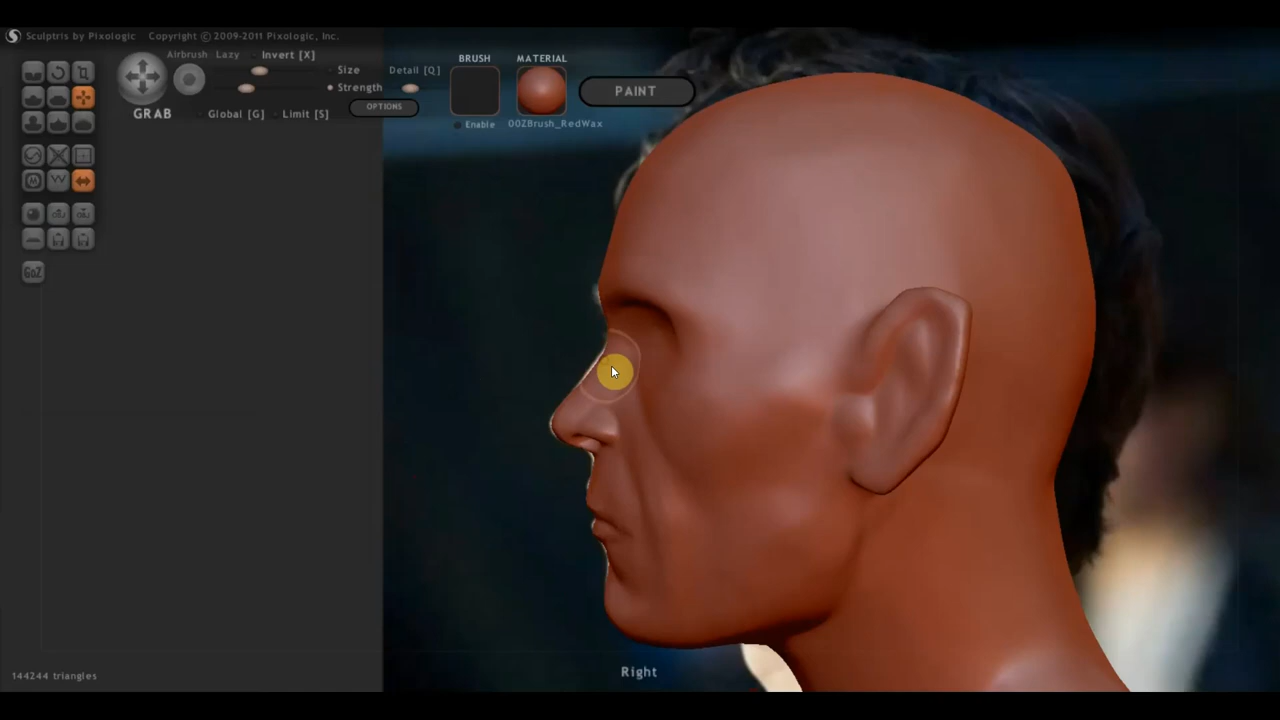 Sculptris by Pixologic Copyright © 2009-2011 Pixologic, Inc.
Airbrush Lazy Invert [X]
BRUSH MATERIAL
Size Detail [Q]
Strength
PAINT
OPTIONS
GRAB Global [G] Limit [S]
Enable 00ZBrush_RedWax
GoZ
144244 triangles
Right